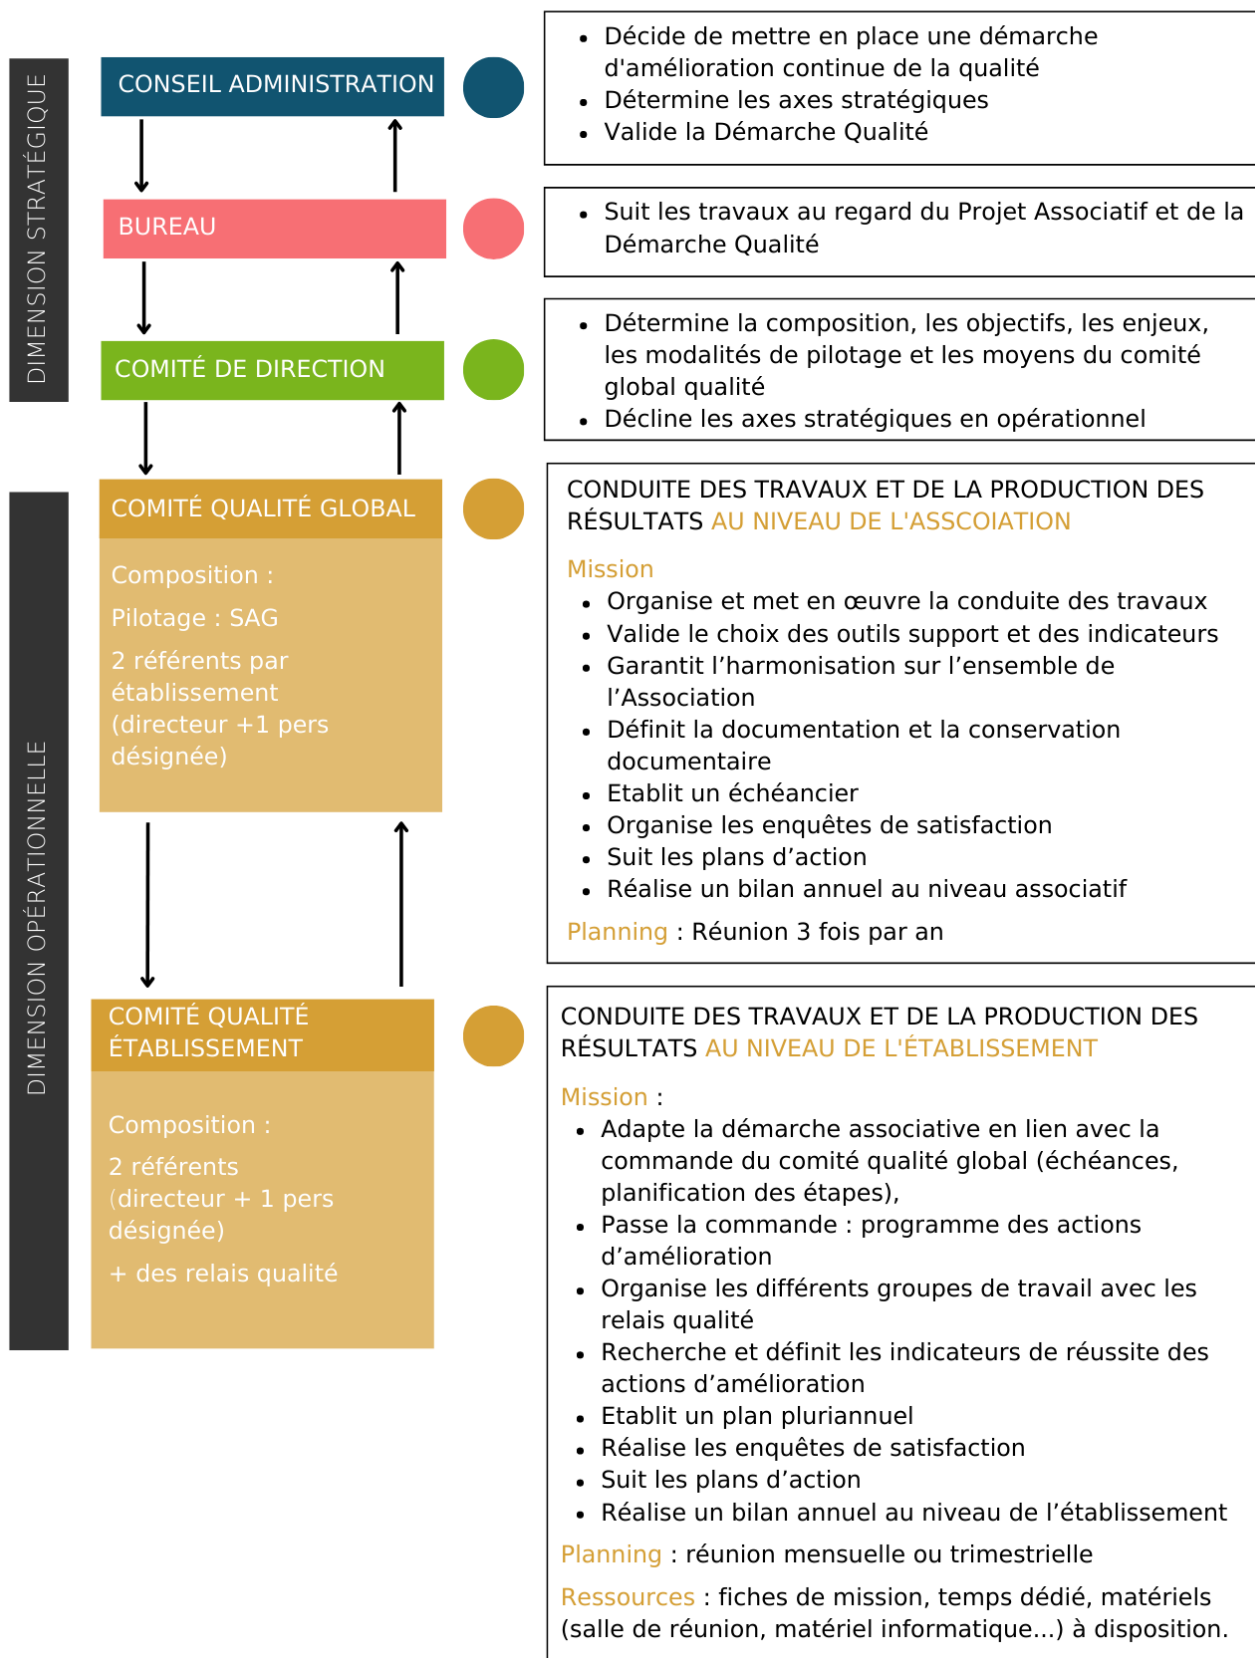 DIMENSION STRATÉGIQUE
CONSEIL ADMINISTRATION
• Décide de mettre en place une démarche
d'amélioration continue de la qualité
• Détermine les axes stratégiques
• Valide la Démarche Qualité
BUREAU
• Suit les travaux au regard du Projet Associatif et de la
Démarche Qualité
COMITÉ DE DIRECTION
• Détermine la composition, les objectifs, les enjeux,
les modalités de pilotage et les moyens du comité
global qualité
• Décline les axes stratégiques en opérationnel
DIMENSION OPÉRATIONNELLE
COMITÉ QUALITÉ GLOBAL
Composition :
Pilotage : SAG
2 référents par
établissement
(directeur +1 pers
désignée)
CONDUITE DES TRAVAUX ET DE LA PRODUCTION DES
RÉSULTATS AU NIVEAU DE L'ASSCOIATION
Mission
• Organise et met en œuvre la conduite des travaux
• Valide le choix des outils support et des indicateurs
• Garantit l’harmonisation sur l’ensemble de
l’Association
• Définit la documentation et la conservation
documentaire
• Etablit un échéancier
• Organise les enquêtes de satisfaction
• Suit les plans d’action
• Réalise un bilan annuel au niveau associatif
Planning : Réunion 3 fois par an
COMITÉ QUALITÉ
ÉTABLISSEMENT
Composition :
2 référents
(directeur + 1 pers
désignée)
+ des relais qualité
CONDUITE DES TRAVAUX ET DE LA PRODUCTION DES
RÉSULTATS AU NIVEAU DE L'ÉTABLISSEMENT
Mission :
• Adapte la démarche associative en lien avec la
commande du comité qualité global (échéances,
planification des étapes),
• Passe la commande : programme des actions
d’amélioration
• Organise les différents groupes de travail avec les
relais qualité
• Recherche et définit les indicateurs de réussite des
actions d’amélioration
• Etablit un plan pluriannuel
• Réalise les enquêtes de satisfaction
• Suit les plans d’action
• Réalise un bilan annuel au niveau de l’établissement
Planning : réunion mensuelle ou trimestrielle
Ressources : fiches de mission, temps dédié, matériels
(salle de réunion, matériel informatique...) à disposition.